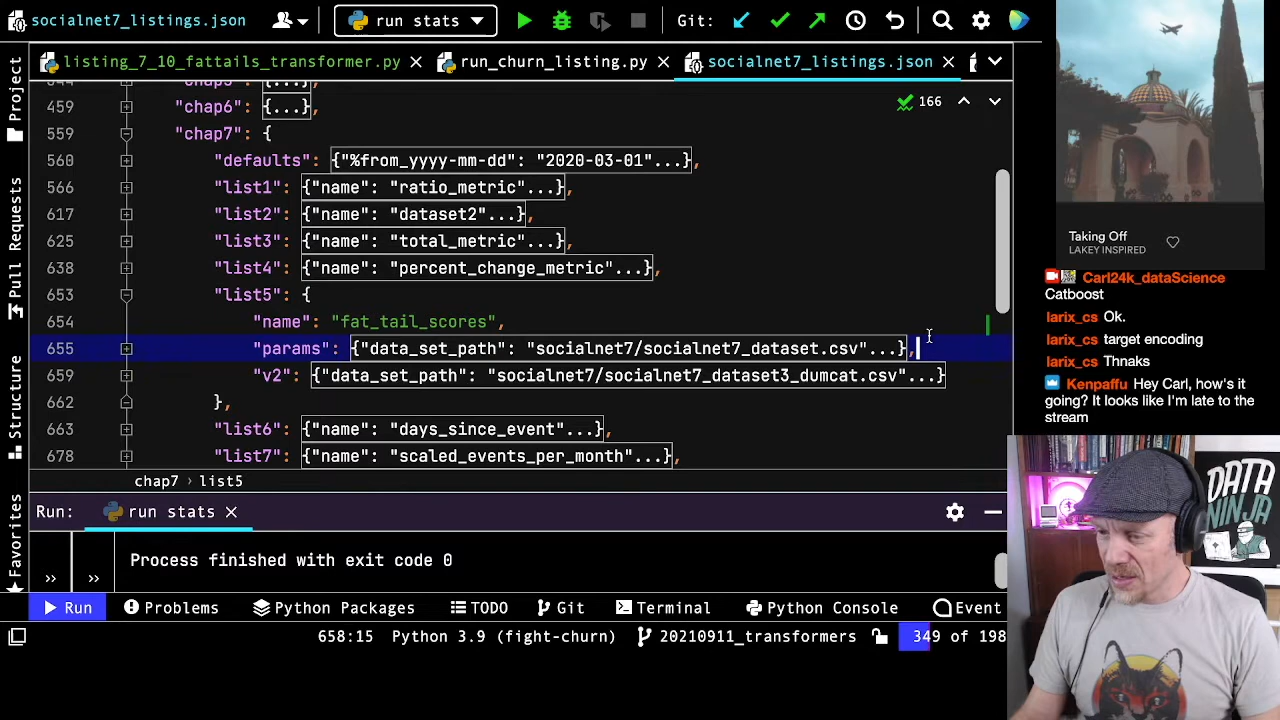 socialnet7_listings.json
run stats
Git:
listing_7_10_fattails_transformer.py
run_churn_listing.py
socialnet7_listings.json
166
459 "chap6": {...},
559 "chap7": {
560 "defaults": {"%from_yyyy-mm-dd": "2020-03-01"...},
566 "list1": {"name": "ratio_metric"...},
617 "list2": {"name": "dataset2"...},
625 "list3": {"name": "total_metric"...},
638 "list4": {"name": "percent_change_metric"...},
653 "list5": {
654 "name": "fat_tail_scores",
655 "params": {"data_set_path": "socialnet7/socialnet7_dataset.csv"...},
659 "v2": {"data_set_path": "socialnet7/socialnet7_dataset3_dumcat.csv"...}
662 },
663 "list6": {"name": "days_since_event"...},
678 "list7": {"name": "scaled_events_per_month"...},
chap7 › list5
Project
Pull Requests
Structure
Favorites
Run: run stats
Process finished with exit code 0
Run Problems Python Packages TODO Git Terminal Python Console Event
658:15 Python 3.9 (fight-churn) 20210911_transformers 349 of 198
Taking Off
LAKEY INSPIRED
Carl24k_dataScience
Catboost
larix_cs Ok.
larix_cs target encoding
larix_cs Thnaks
Kenpaffu Hey Carl, how's it
going? It looks like I'm late to the
stream
DATA
NINJA